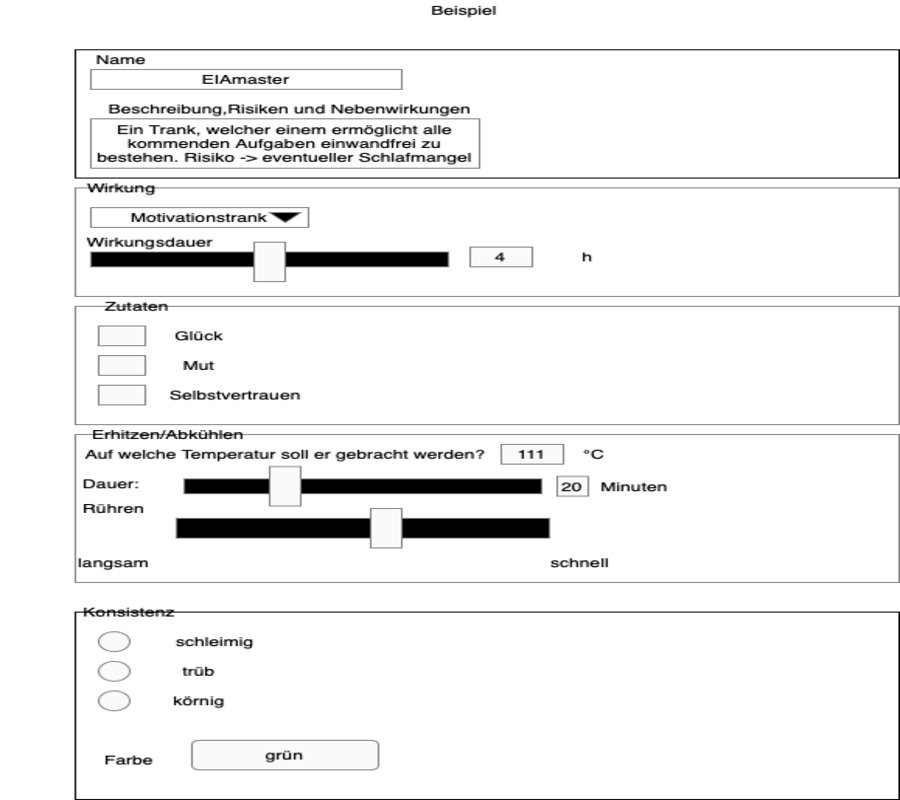 Beispiel
Name
EIAmaster
Beschreibung,Risiken und Nebenwirkungen
Ein Trank, welcher einem ermöglicht alle
kommenden Aufgaben einwandfrei zu
bestehen. Risiko -> eventueller Schlafmangel
Wirkung
Motivationstrank
Wirkungsdauer
4 h
Zutaten
Glück
Mut
Selbstvertrauen
Erhitzen/Abkühlen
Auf welche Temperatur soll er gebracht werden? 111 °C
Dauer: 20 Minuten
Rühren
langsam schnell
Konsistenz
schleimig
trüb
körnig
Farbe grün